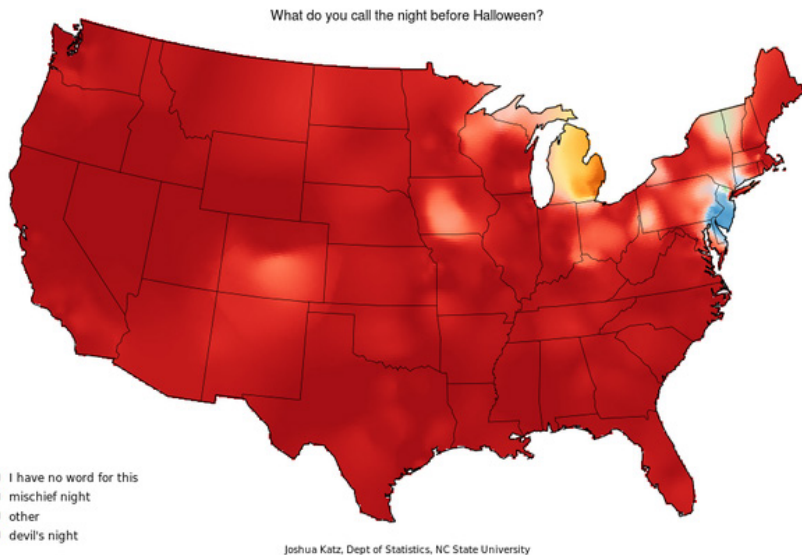 What do you call the night before Halloween?
I have no word for this
mischief night
other
devil's night
Joshua Katz, Dept of Statistics, NC State University